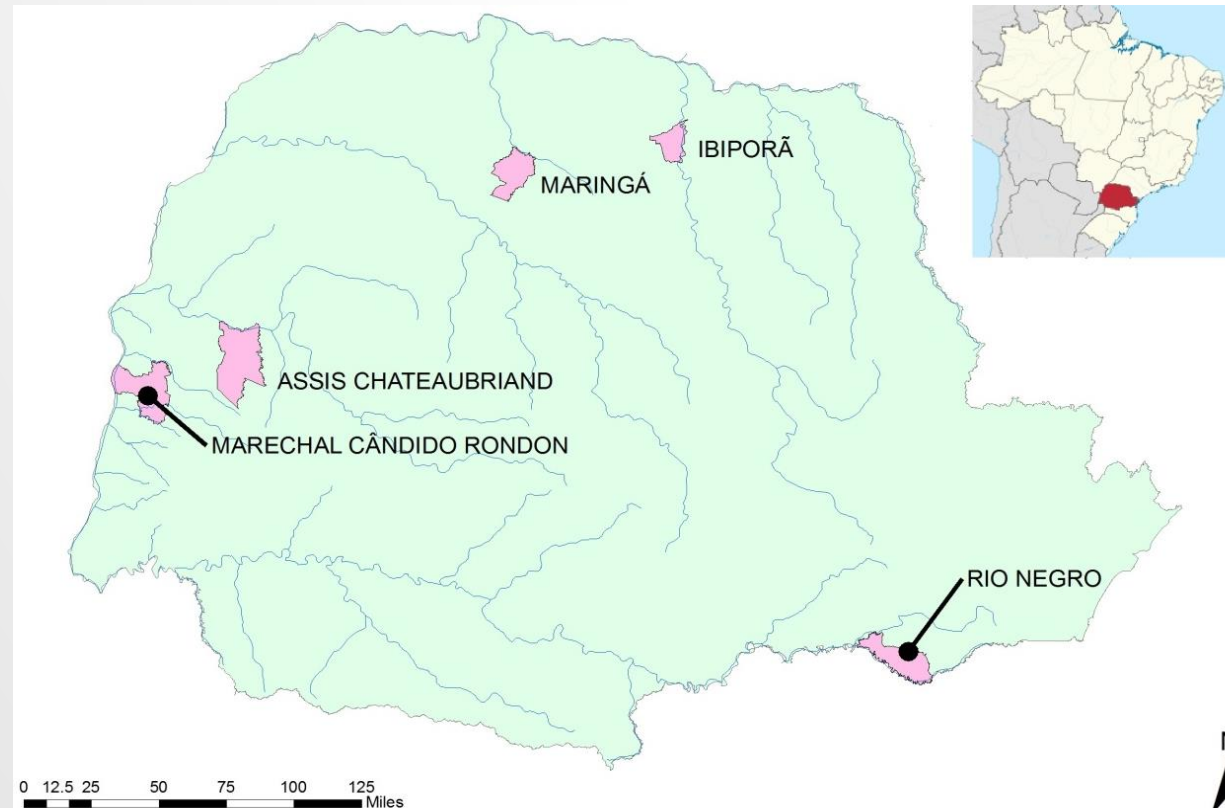 IBIPORÃ
MARINGÁ
ASSIS CHATEAUBRIAND
MARECHAL CÂNDIDO RONDON
RIO NEGRO
N
0 12.5 25 50 75 100 125
Miles